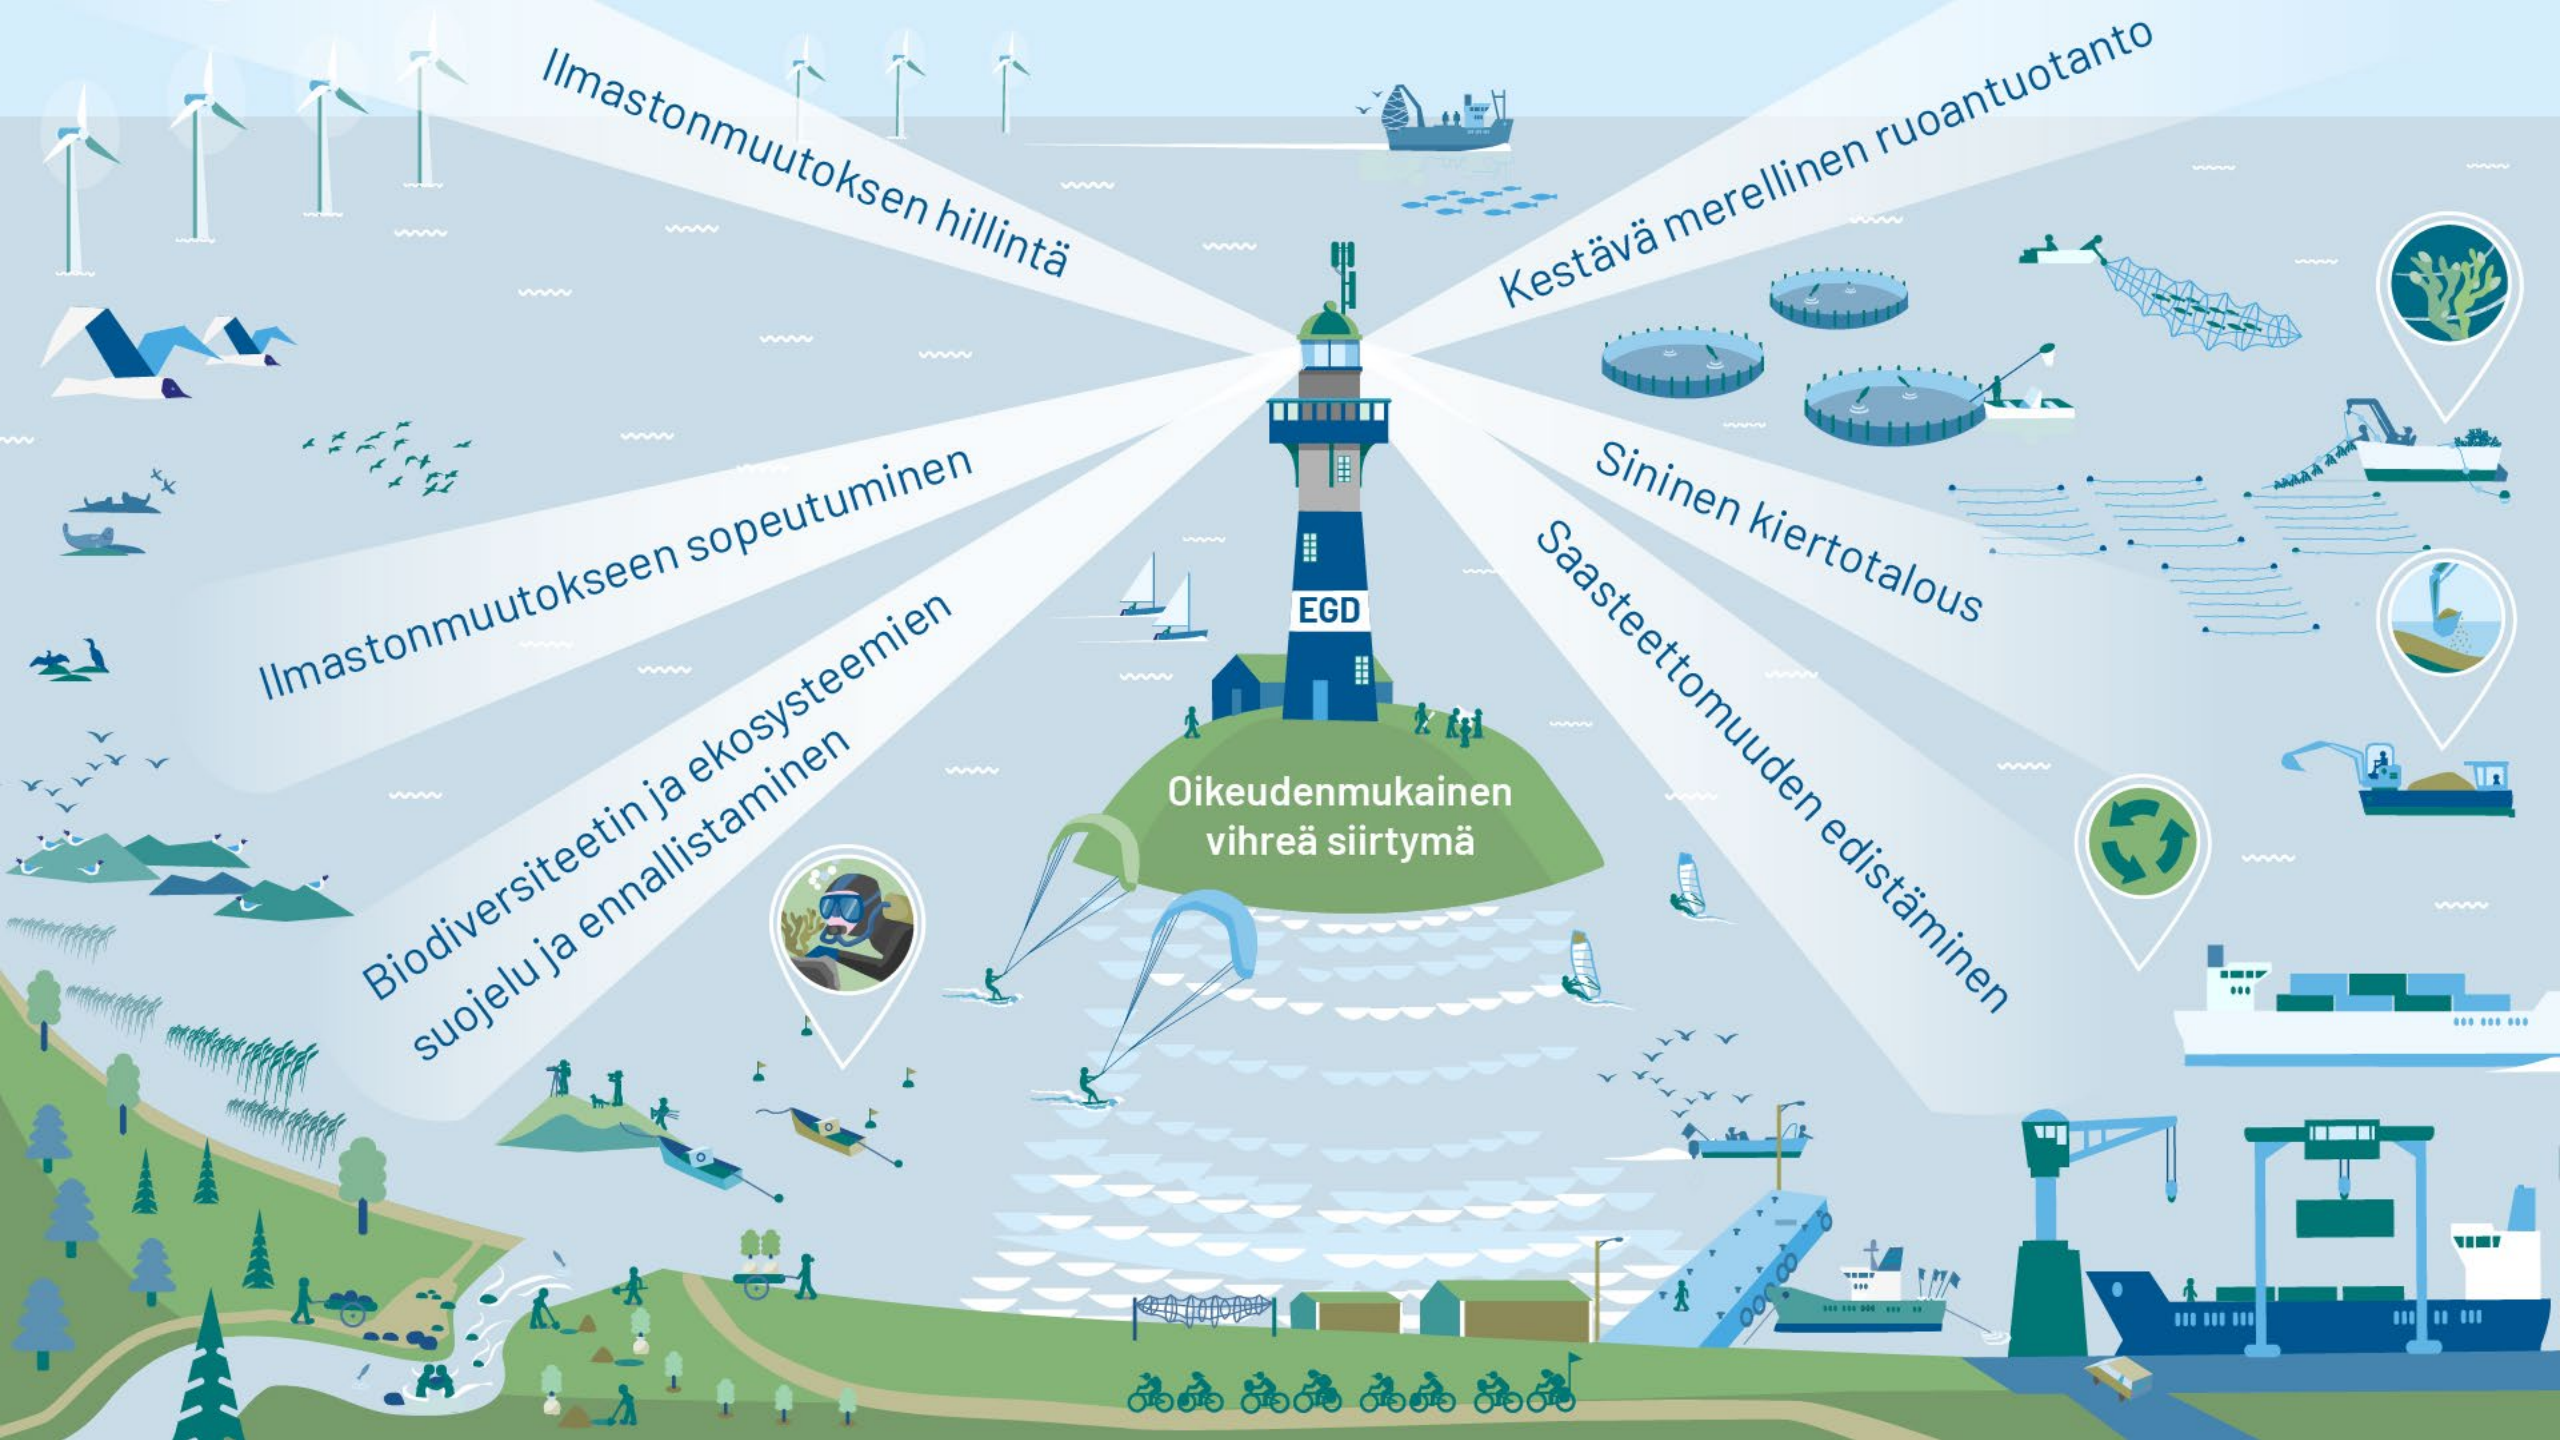 Ilmastonmuutoksen hillintä
Kestävä merellinen ruoantuotanto
Ilmastonmuutokseen sopeutuminen
Sininen kiertotalous
Biodiversiteetin ja ekosysteemien
suojelu ja ennallistaminen
Saasteettomuuden edistäminen
EGD
Oikeudenmukainen
vihreä siirtymä